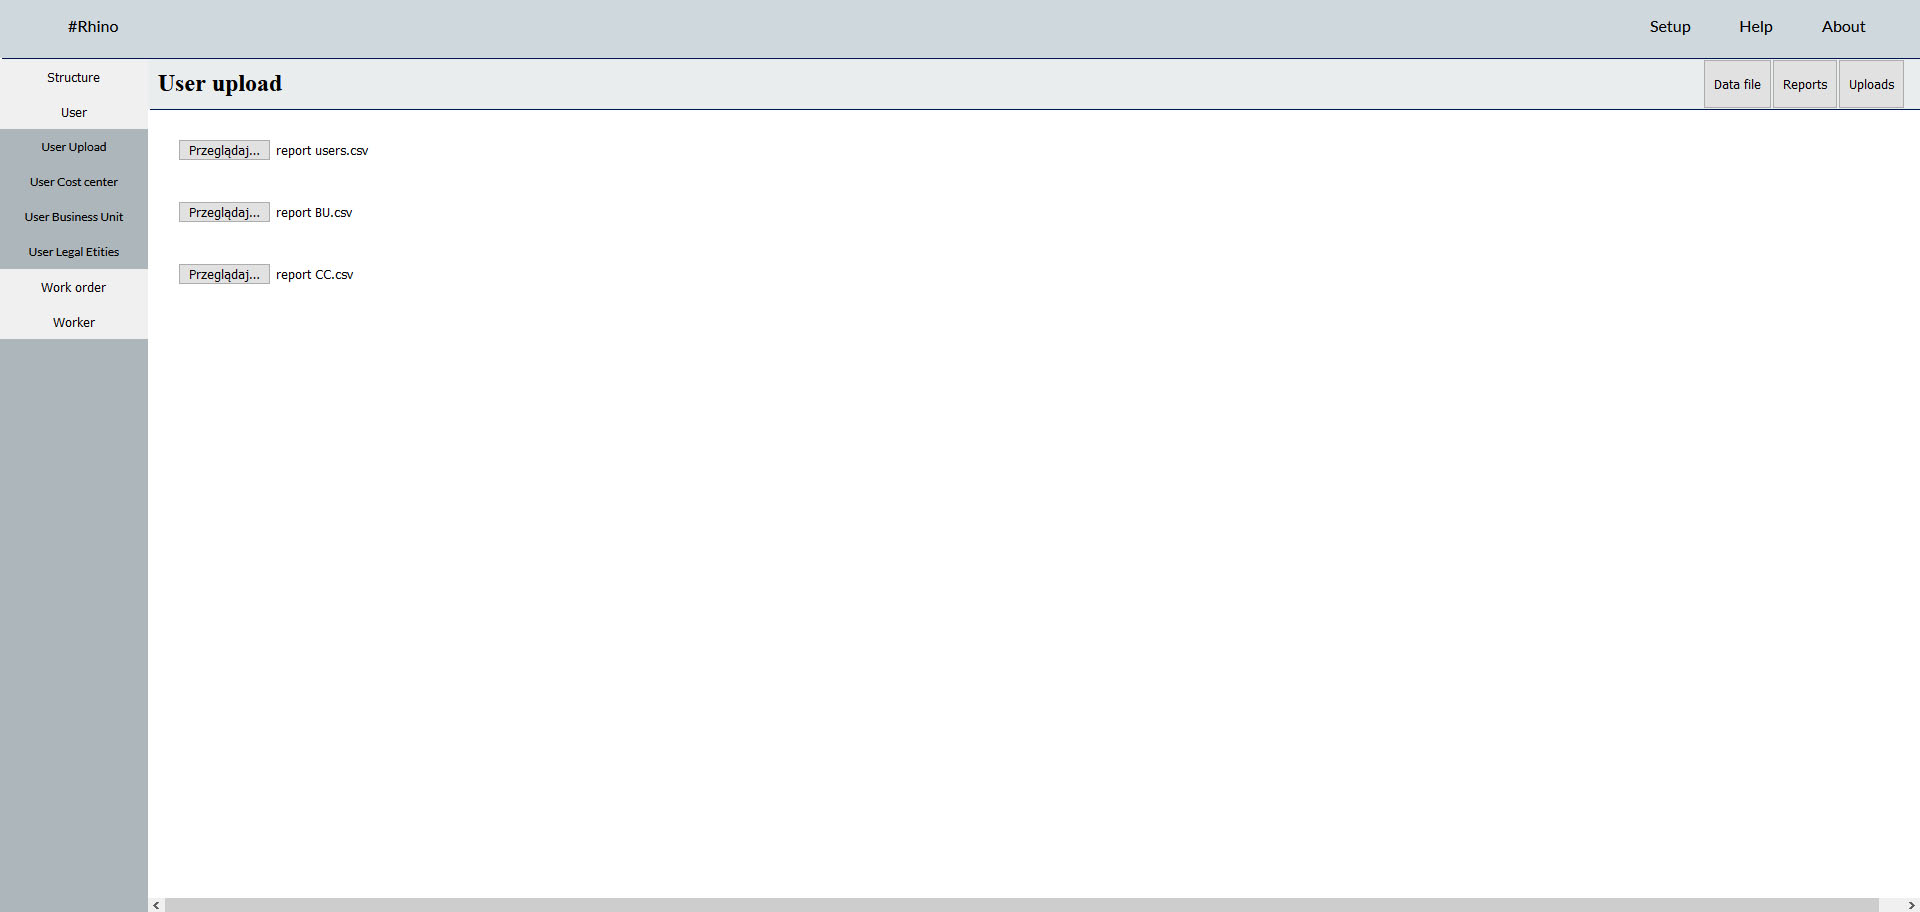 #Rhino Setup Help About
Structure
User
User Upload
User Cost center
User Business Unit
User Legal Etities
Work order
Worker
User upload Data file Reports Uploads
Przeglądaj... report users.csv
Przeglądaj... report BU.csv
Przeglądaj... report CC.csv